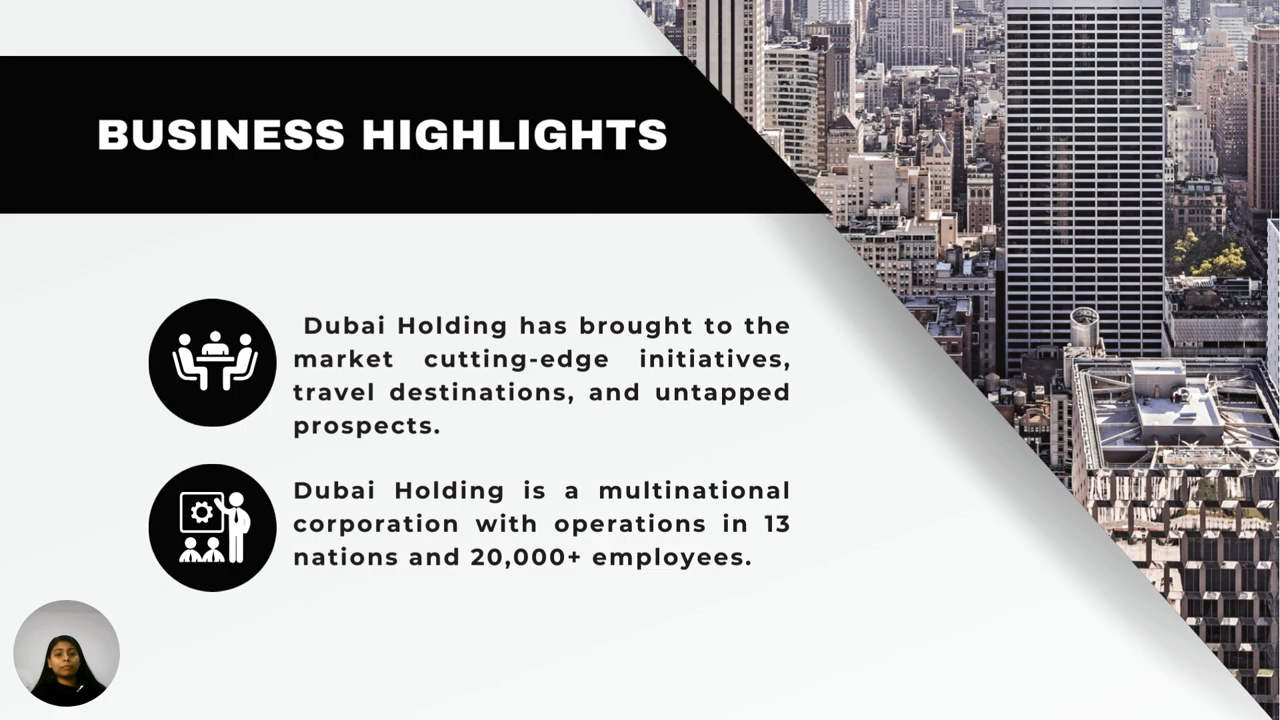 BUSINESS HIGHLIGHTS
Dubai Holding has brought to the
market cutting-edge initiatives,
travel destinations, and untapped
prospects.
Dubai Holding is a multinational
corporation with operations in 13
nations and 20,000+ employees.